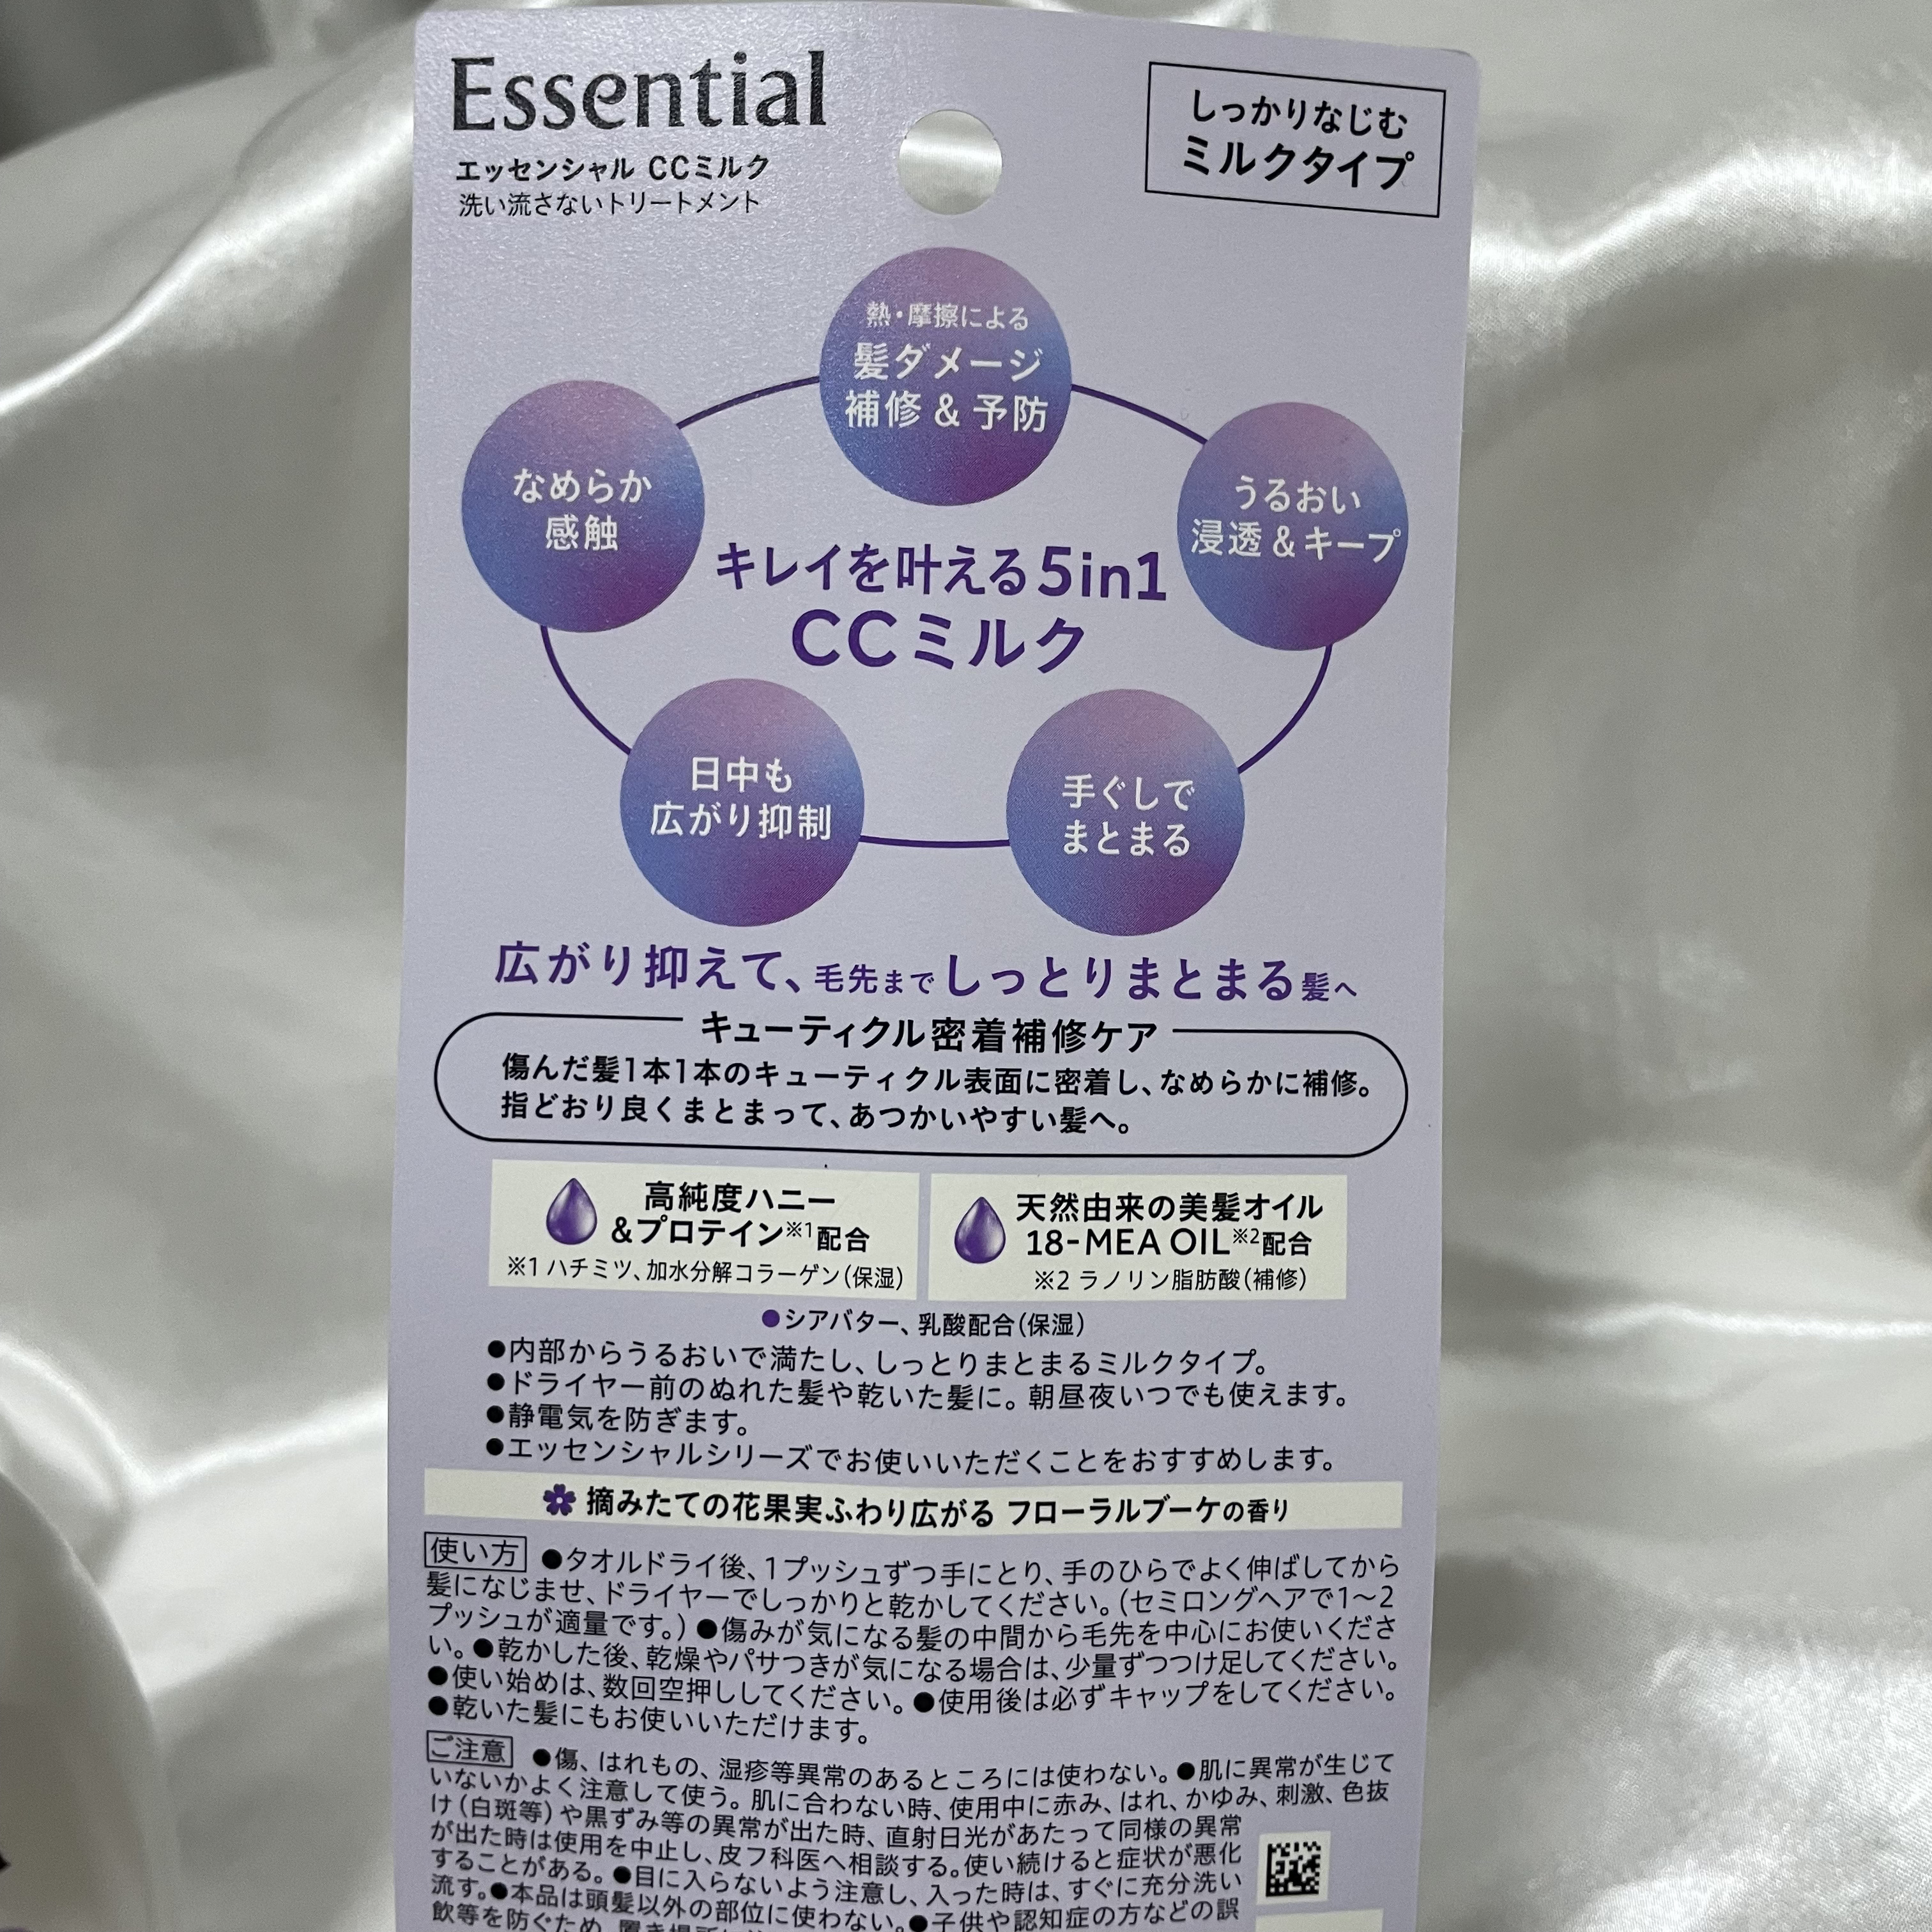 Essential
エッセンシャル CCミルク
洗い流さないトリートメント
しっかりなじむ
ミルクタイプ
熱・摩擦による
髪ダメージ
補修 & 予防
なめらか
感触
うるおい
浸透&キープ
キレイを叶える5in1
CCミルク
日中も
広がり抑制
手ぐしで
まとまる
広がり抑えて、毛先までしっとりまとまる髪へ
キューティクル密着補修ケア
傷んだ髪1本1本のキューティクル表面に密着し、なめらかに補修。
指どおり良くまとまって、あつかいやすい髪へ。
高純度ハニー
&プロテイン※1配合
※1 ハチミツ、加水分解コラーゲン(保湿)
天然由来の美髪オイル
18-MEA OIL※2配合
※2 ラノリン脂肪酸(補修)
●シアバター、乳酸配合(保湿)
●内部からうるおいで満たし、しっとりまとまるミルクタイプ。
●ドライヤー前のぬれた髪や乾いた髪に。朝昼夜いつでも使えます。
●静電気を防ぎます。
●エッセンシャルシリーズでお使いいただくことをおすすめします。
摘みたての花果実ふわり広がる フローラルブーケの香り
使い方 ●タオルドライ後、1プッシュずつ手にとり、手のひらでよく伸ばしてから
髪になじませ、ドライヤーでしっかりと乾かしてください。(セミロングヘアで1〜2
プッシュが適量です。)●傷みが気になる髪の中間から毛先を中心にお使いくださ
い。●乾かした後、乾燥やパサつきが気になる場合は、少量ずつつけ足してください。
●使い始めは、数回空押ししてください。●使用後は必ずキャップをしてください。
●乾いた髪にもお使いいただけます。
ご注意 ●傷、はれもの、湿疹等異常のあるところには使わない。●肌に異常が生じて
いないかよく注意して使う。肌に合わない時、使用中に赤み、はれ、かゆみ、刺激、色抜
け(白斑等)や黒ずみ等の異常が出た時、直射日光があたって同様の異常
が出た時は使用を中止し、皮フ科医へ相談する。使い続けると症状が悪化
することがある。●目に入らないよう注意し、入った時は、すぐに充分洗い
流す。●本品は頭髪以外の部位に使わない。●子供や認知症の方などの誤
飲等を防ぐため、置き場所に